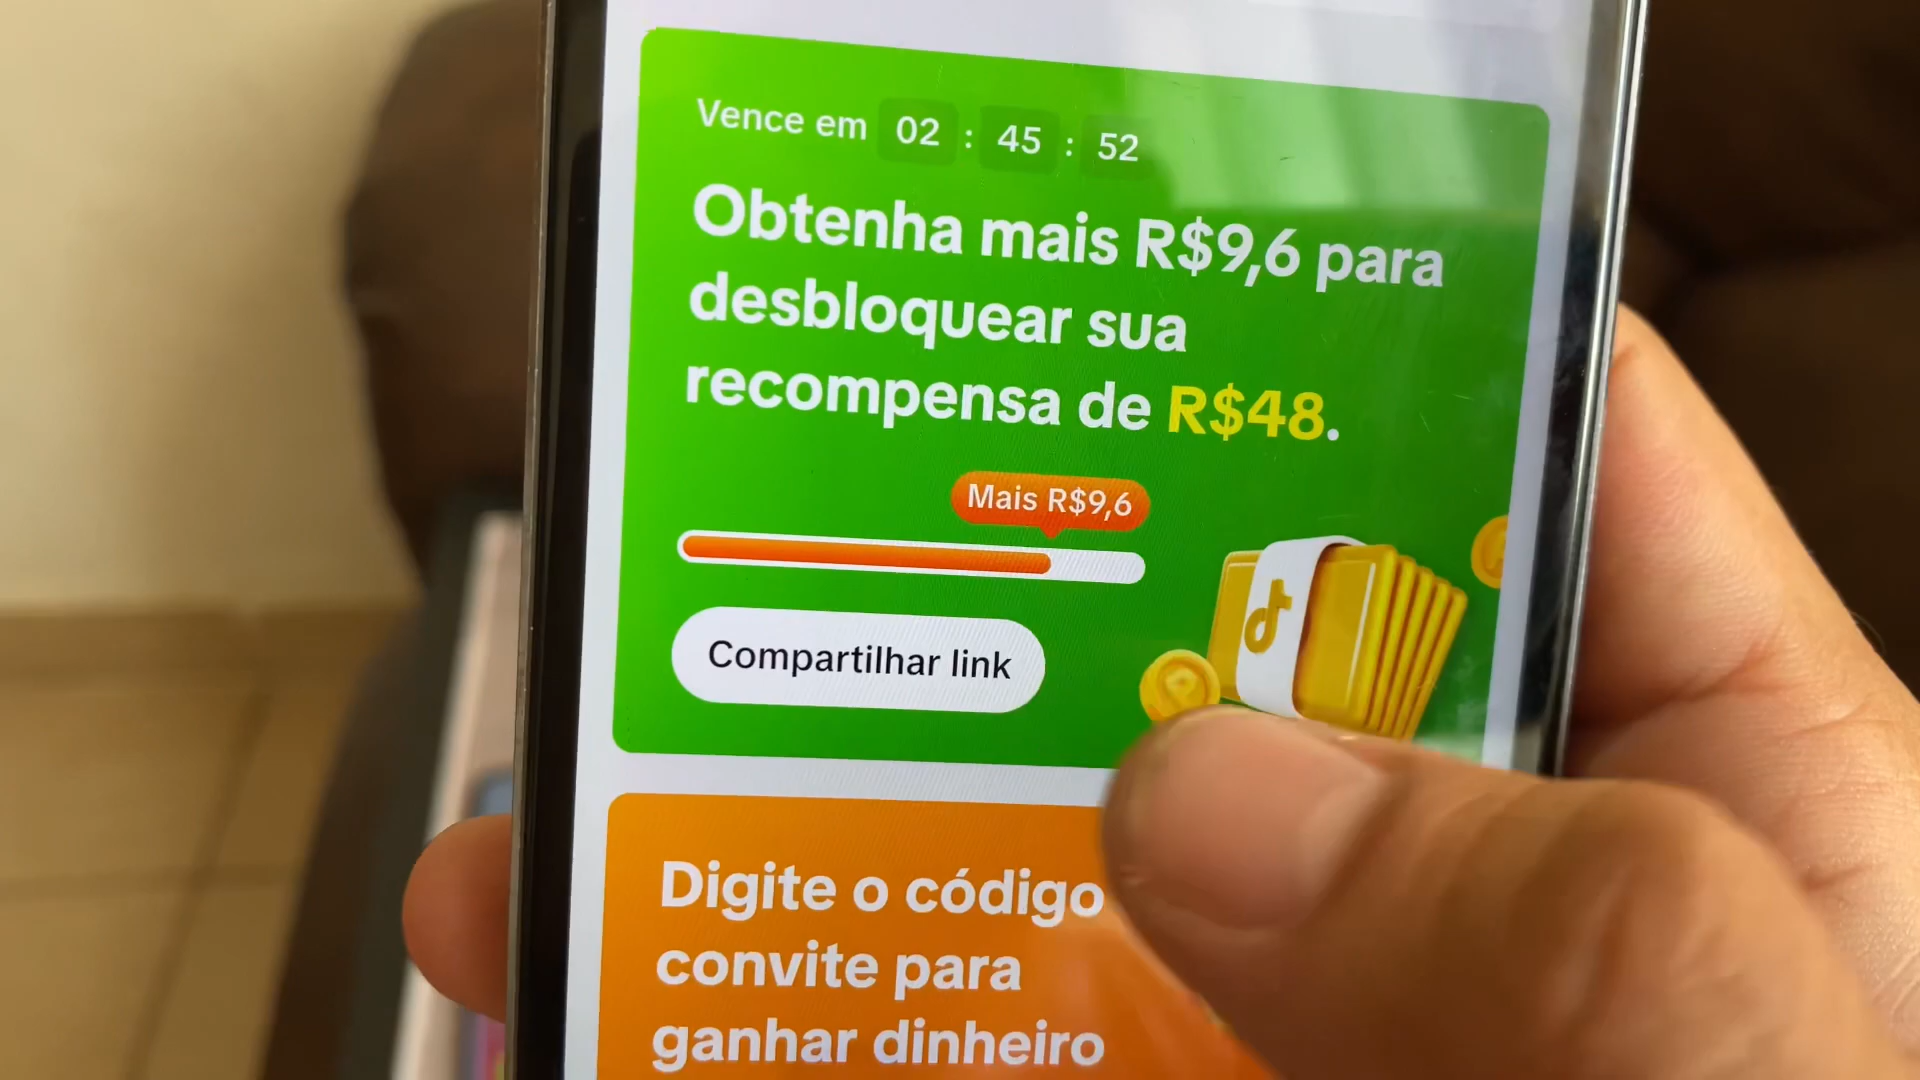 Vence em 02 : 45 : 52
Obtenha mais R$9,6 para
desbloquear sua
recompensa de R$48.
Mais R$9,6
Compartilhar link
Digite o código
convite para
ganhar dinheiro